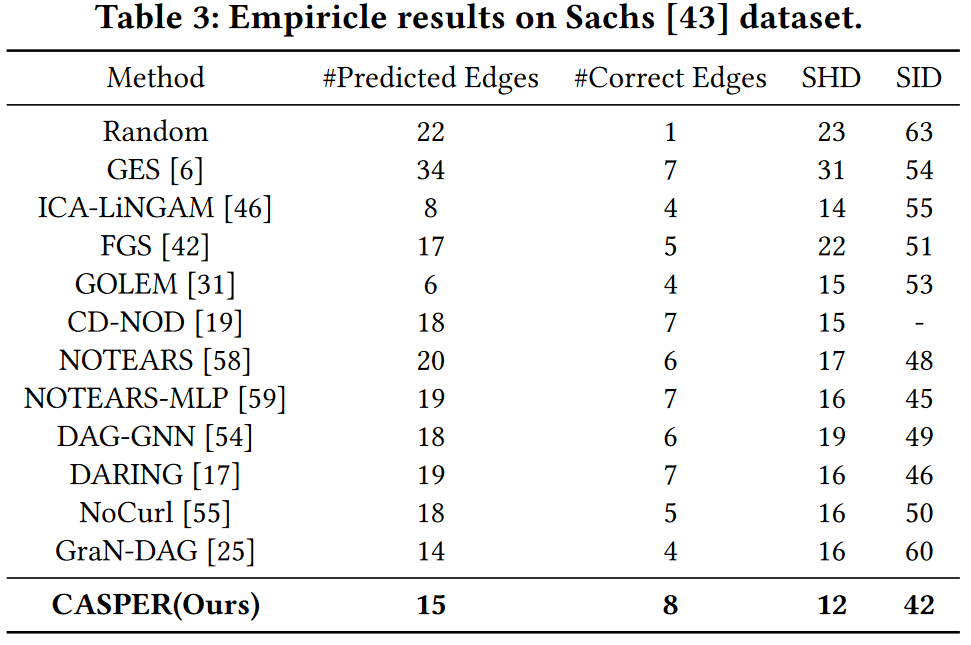 Table 3: Empiricle results on Sachs [43] dataset.
Method #Predicted Edges #Correct Edges SHD SID
Random 22 1 23 63
GES [6] 34 7 31 54
ICA-LiNGAM [46] 8 4 14 55
FGS [42] 17 5 22 51
GOLEM [31] 6 4 15 53
CD-NOD [19] 18 7 15 -
NOTEARS [58] 20 6 17 48
NOTEARS-MLP [59] 19 7 16 45
DAG-GNN [54] 18 6 19 49
DARING [17] 19 7 16 46
NoCurl [55] 18 5 16 50
GraN-DAG [25] 14 4 16 60
CASPER(Ours) 15 8 12 42